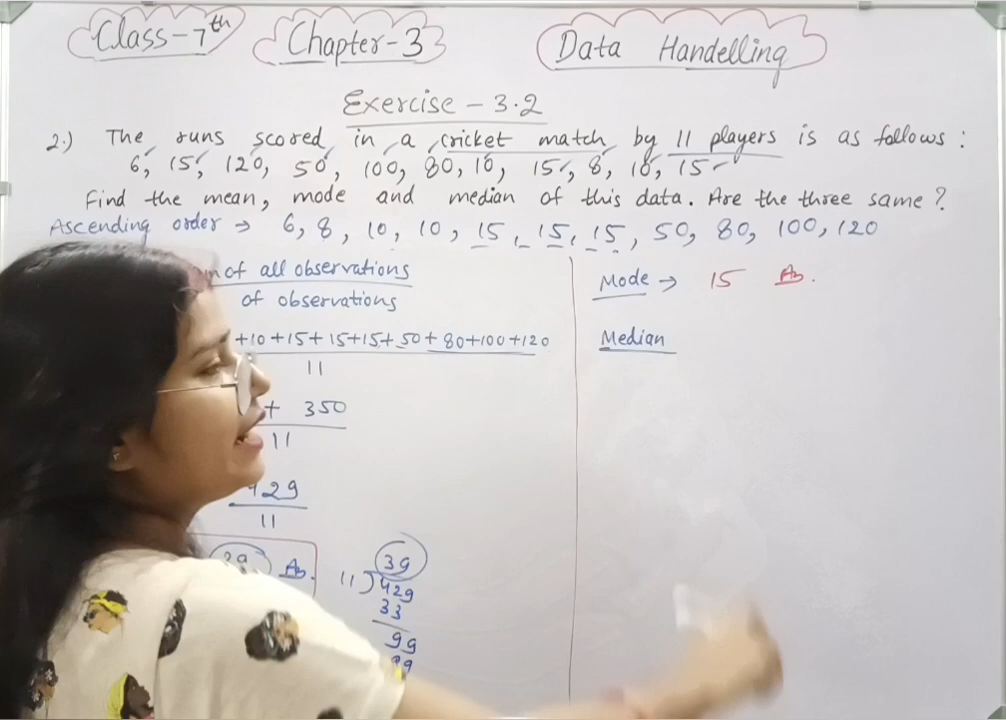 Class-7th Chapter-3 Data Handelling
Exercise - 3.2
2.) The runs scored in a cricket match by 11 players is as follows :
6, 15, 120, 50, 100, 80, 10, 15, 8, 10, 15
Find the mean, mode and median of this data. Are the three same ?
Ascending order → 6, 8, 10, 10, 15, 15, 15, 50, 80, 100, 120
of all observations
of observations
+10+15+15+15+50+80+100+120
11
+ 350
11
429
11
39 Ans.
39
11)429
33
99
99
Mode → 15 Ans.
Median